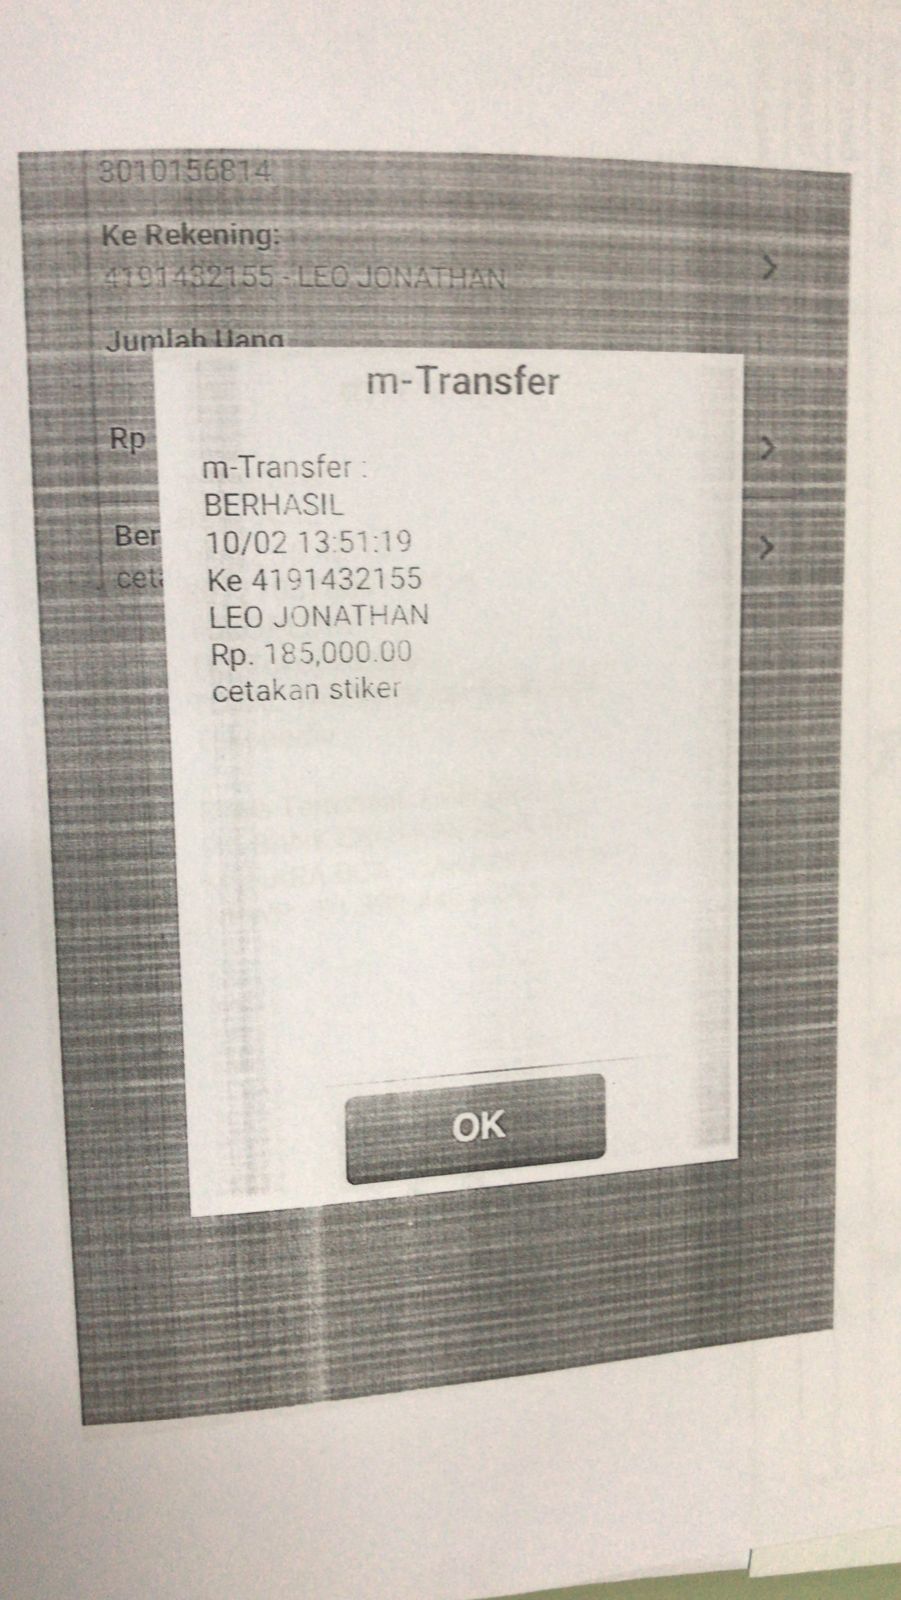 3010156814
Ke Rekening:
4191432155 - LEO JONATHAN
Jumlah Uang
Rp
Ber
m-Transfer
m-Transfer :
BERHASIL
10/02 13:51:19
Ke 4191432155
LEO JONATHAN
Rp. 185,000.00
cetakan stiker
OK